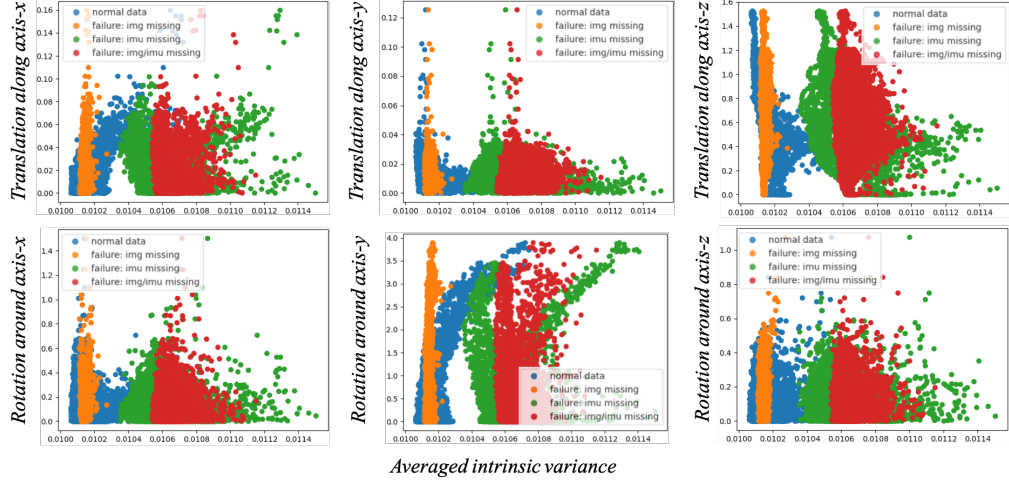 Translation along axis-x
0.16
0.14
0.12
0.10
0.08
0.06
0.04
0.02
0.00
normal data
failure: img missing
failure: imu missing
failure: img/imu missing
0.0100 0.0102 0.0104 0.0106 0.0108 0.0110 0.0112 0.0114
Translation along axis-y
0.12
0.10
0.08
0.06
0.04
0.02
0.00
normal data
failure: img missing
failure: imu missing
failure: img/imu missing
0.0100 0.0102 0.0104 0.0106 0.0108 0.0110 0.0112 0.0114
Translation along axis-z
1.50
1.25
1.00
0.75
0.50
0.25
0.00
normal data
failure: img missing
failure: imu missing
failure: img/imu missing
0.0100 0.0102 0.0104 0.0106 0.0108 0.0110 0.0112 0.0114
Rotation around axis-x
1.4
1.2
1.0
0.8
0.6
0.4
0.2
0.0
normal data
failure: img missing
failure: imu missing
failure: img/imu missing
0.0100 0.0102 0.0104 0.0106 0.0108 0.0110 0.0112 0.0114
Rotation around axis-y
4.0
3.5
3.0
2.5
2.0
1.5
1.0
0.5
0.0
normal data
failure: img missing
failure: imu missing
failure: img/imu missing
0.0100 0.0102 0.0104 0.0106 0.0108 0.0110 0.0112 0.0114
Rotation around axis-z
1.0
0.8
0.6
0.4
0.2
0.0
normal data
failure: img missing
failure: imu missing
failure: img/imu missing
0.0100 0.0102 0.0104 0.0106 0.0108 0.0110 0.0112 0.0114
Averaged intrinsic variance